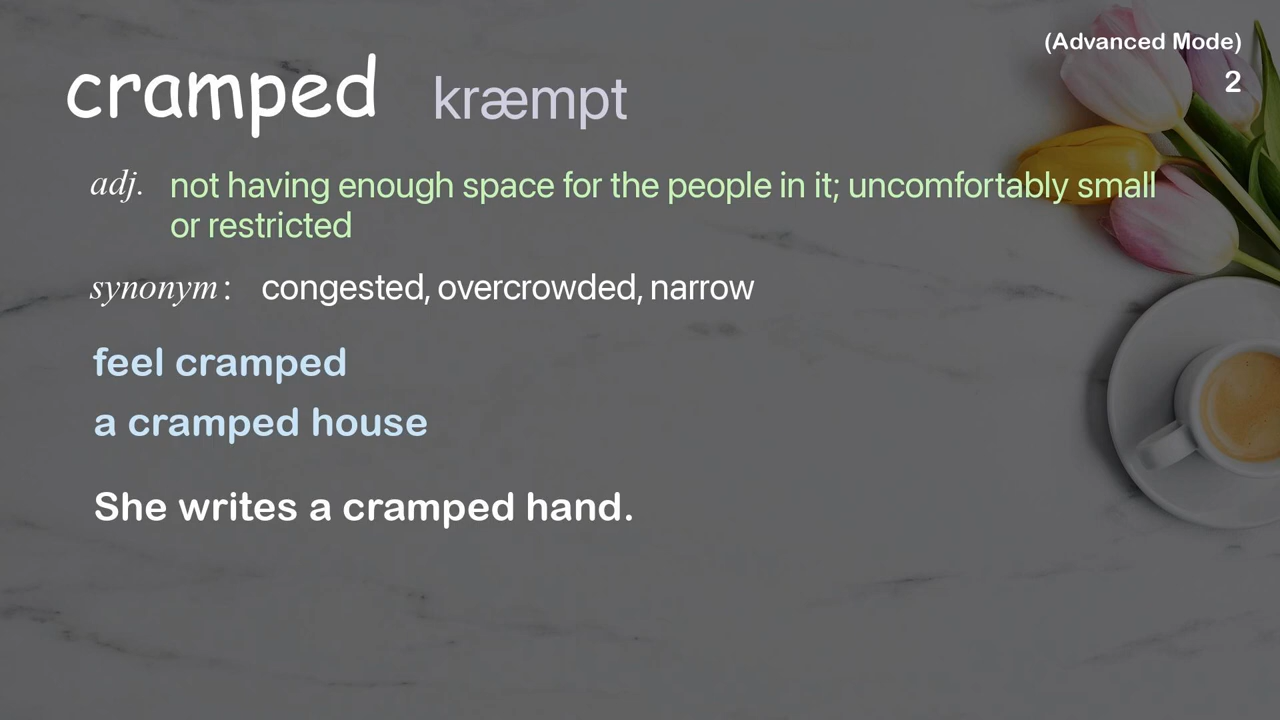 (Advanced Mode)
2
cramped kræmpt
adj. not having enough space for the people in it; uncomfortably small
or restricted
synonym: congested, overcrowded, narrow
feel cramped
a cramped house
She writes a cramped hand.